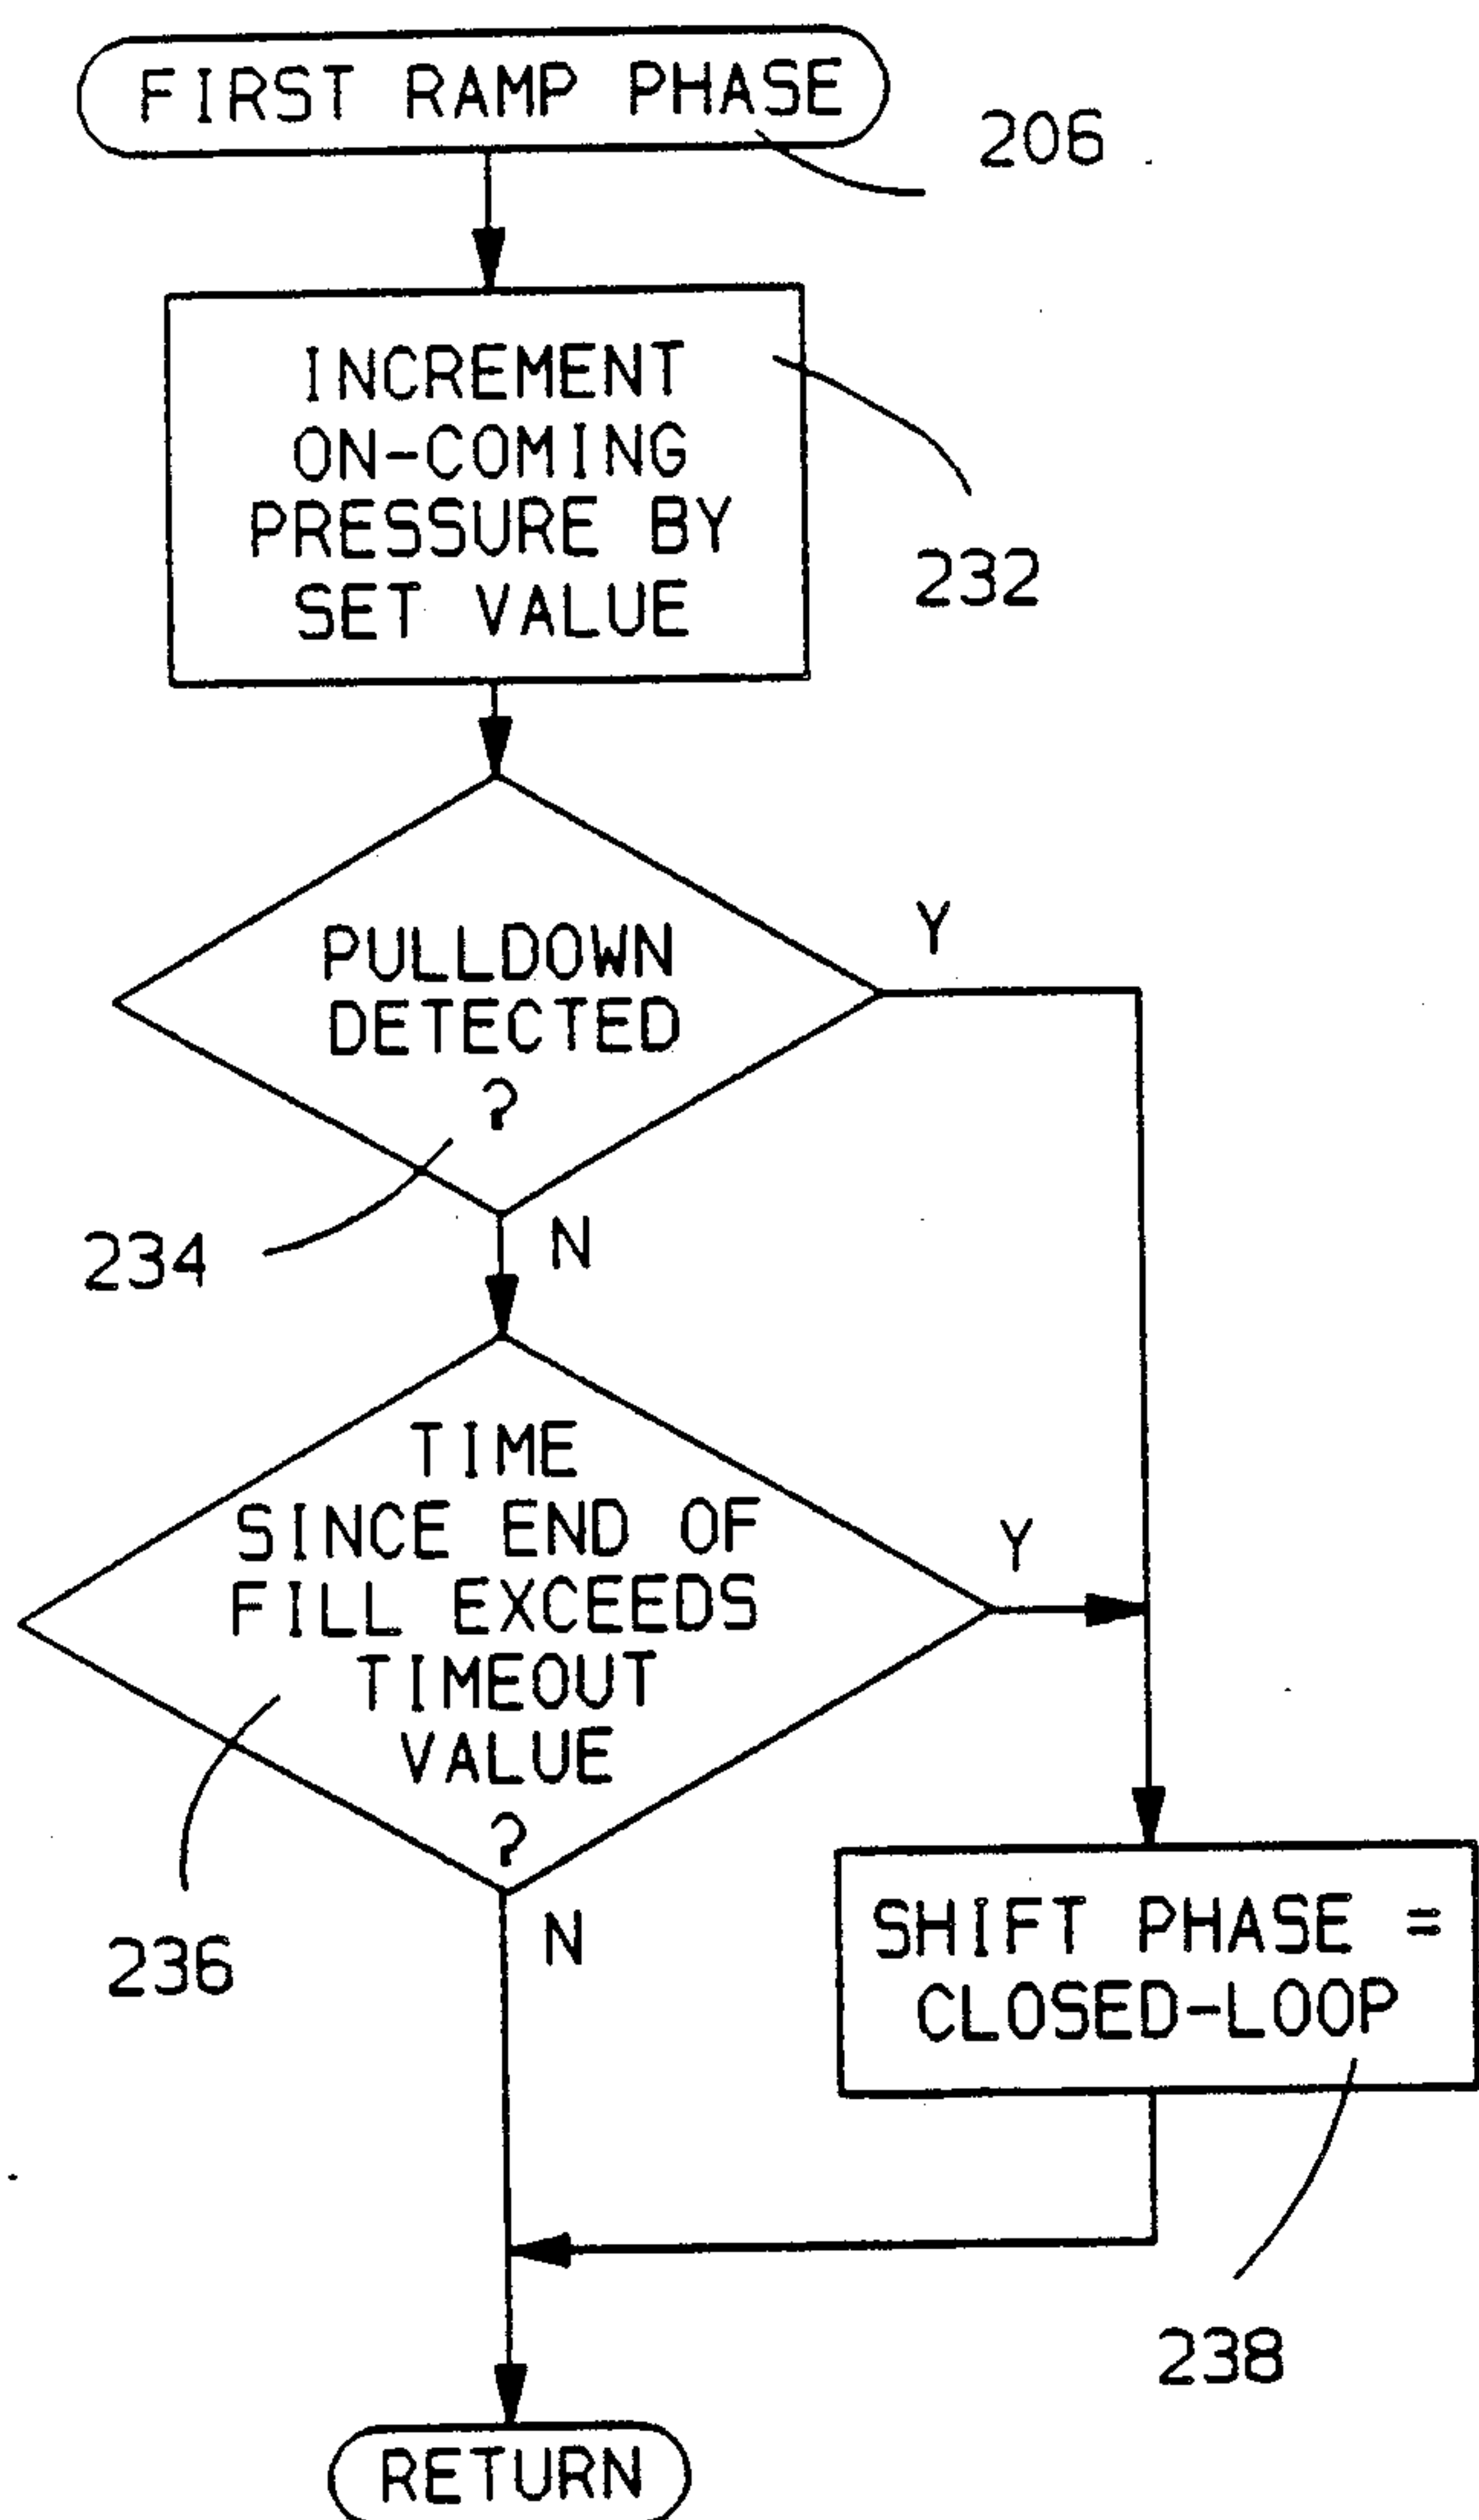 FIRST RAMP PHASE
206
INCREMENT
ON-COMING
PRESSURE BY
SET VALUE
232
PULLDOWN
DETECTED
?
Y
234
N
TIME
SINCE END OF
FILL EXCEEDS
TIMEOUT
VALUE
?
Y
236
N
SHIFT PHASE =
CLOSED-LOOP
238
RETURN